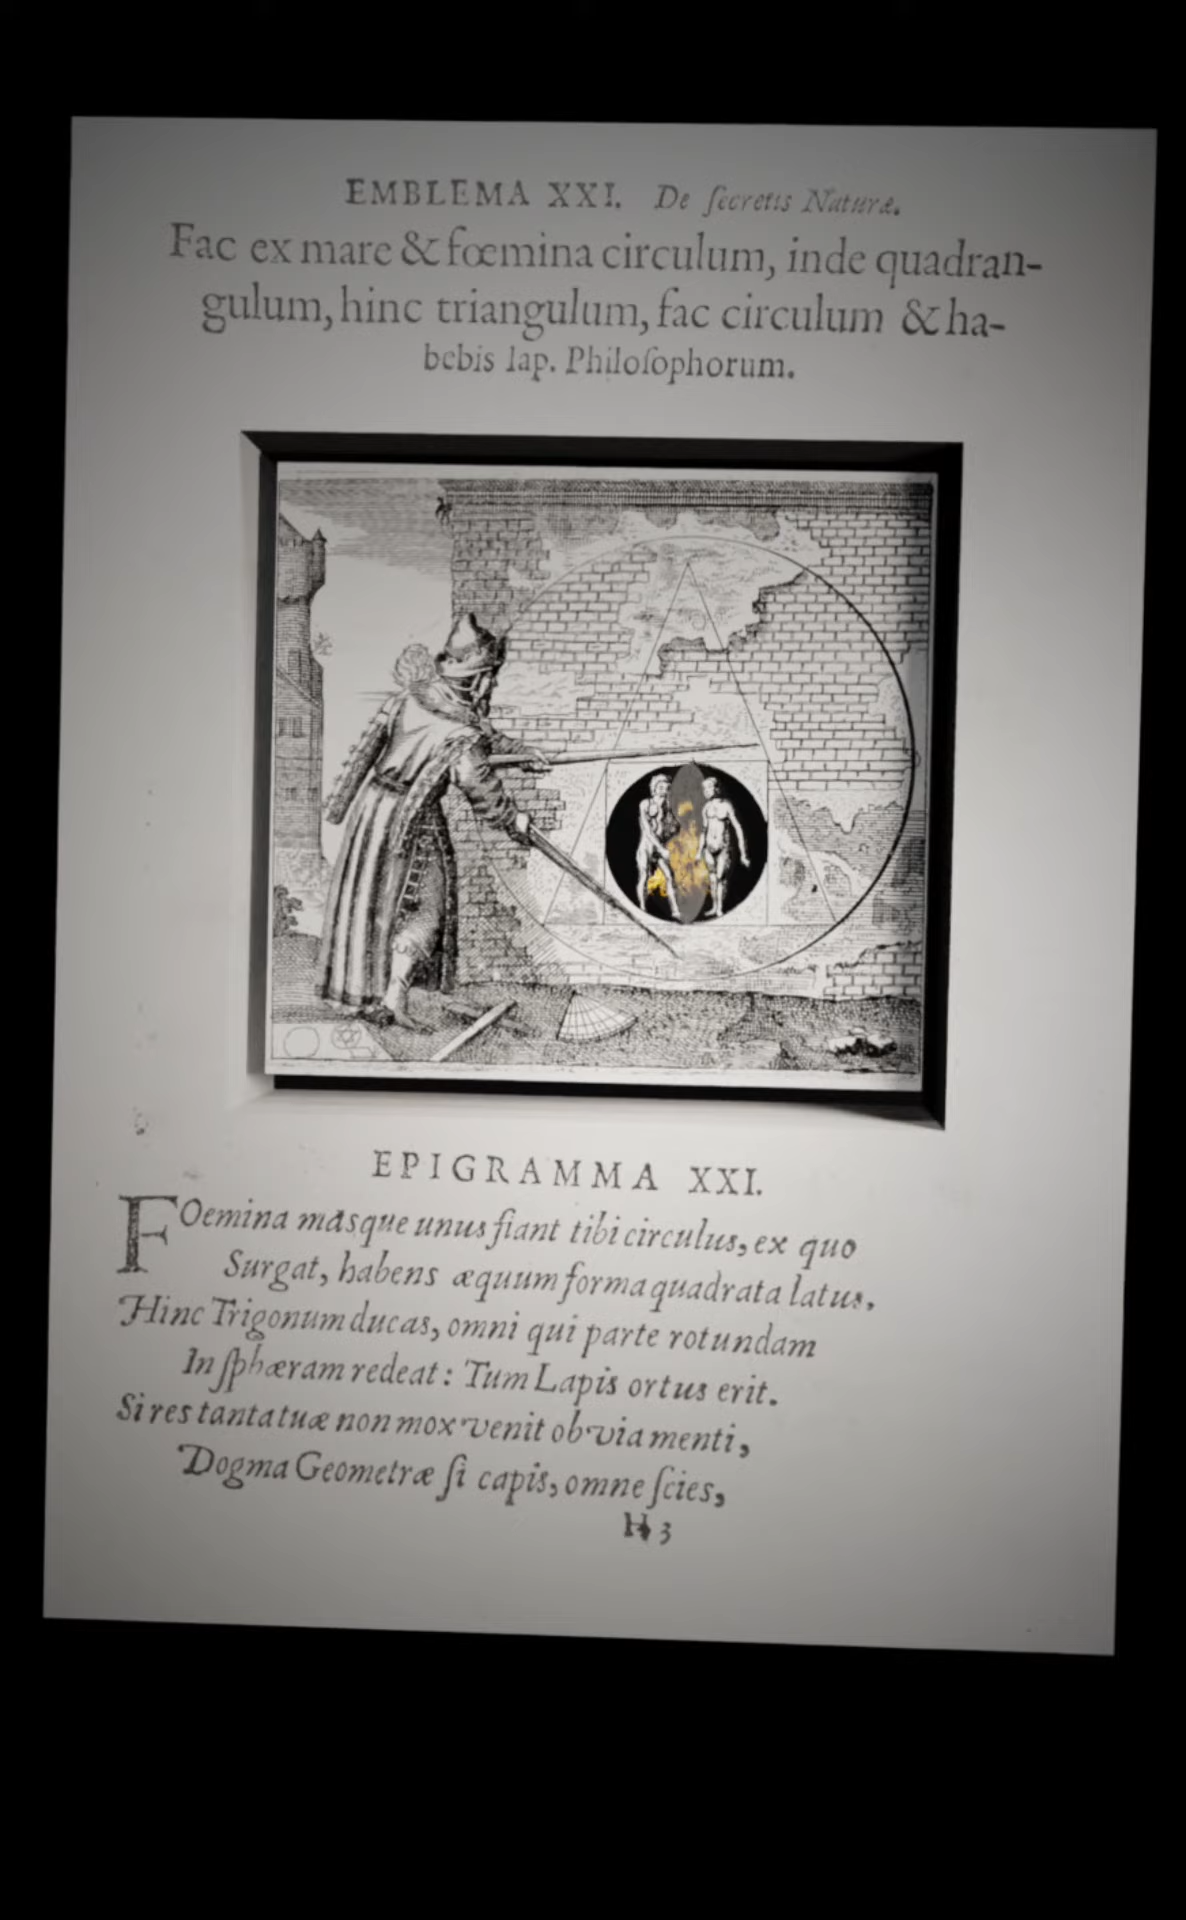 EMBLEMA XXI. De ſecretis Naturæ.
Fac ex mare & fœmina circulum, inde quadran-
gulum, hinc triangulum, fac circulum & ha-
bebis lap. Philoſophorum.
EPIGRAMMA XXI.
FOemina masque unus fiant tibi circulus, ex quo
Surgat, habens æquum forma quadrata latus.
Hinc Trigonum ducas, omni qui parte rotundam
In ſphæram redeat: Tum Lapis ortus erit.
Si res tanta tuæ non mox venit obvia menti,
Dogma Geometræ ſi capis, omne ſcies,
H 3